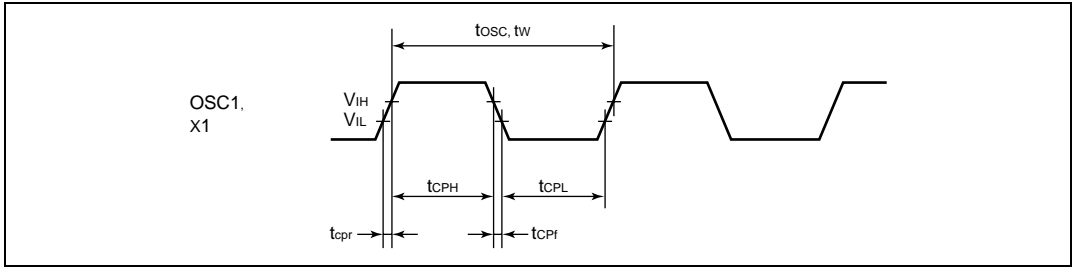 tosc, tw
OSC1,
X1
VIH
VIL
tCPH
tCPL
tcpr
tCPf